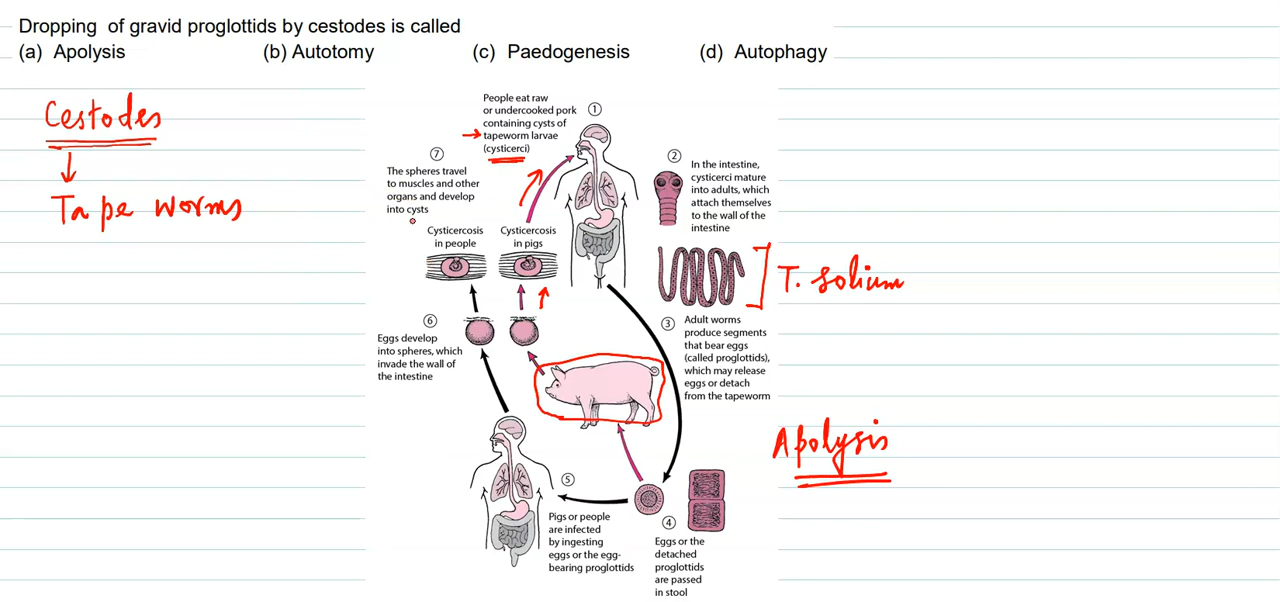 Dropping of gravid proglottids by cestodes is called
(a) Apolysis (b) Autotomy (c) Paedogenesis (d) Autophagy
Cestodes
Tape worms
People eat raw
or undercooked pork
containing cysts of
tapeworm larvae
(cysticerci)
1
2
In the intestine,
cysticerci mature
into adults, which
attach themselves
to the wall of the
intestine
7
The spheres travel
to muscles and other
organs and develop
into cysts
Cysticercosis
in people
Cysticercosis
in pigs
T. Solium
3
Adult worms
produce segments
that bear eggs
(called proglottids),
which may release
eggs or detach
from the tapeworm
6
Eggs develop
into spheres, which
invade the wall of
the intestine
Apolysis
5
Pigs or people
are infected
by ingesting
eggs or the egg-
bearing proglottids
4
Eggs or the
detached
proglottids
are passed
in stool